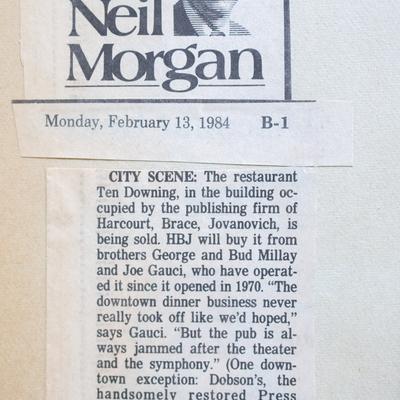 Neil
Morgan
Monday, February 13, 1984 B-1
CITY SCENE: The restaurant
Ten Downing, in the building oc-
cupied by the publishing firm of
Harcourt, Brace, Jovanovich, is
being sold. HBJ will buy it from
brothers George and Bud Millay
and Joe Gauci, who have operat-
ed it since it opened in 1970. “The
downtown dinner business never
really took off like we’d hoped,”
says Gauci. “But the pub is al-
ways jammed after the theater
and the symphony.” (One down-
town exception: Dobson’s, the
handsomely restored Press